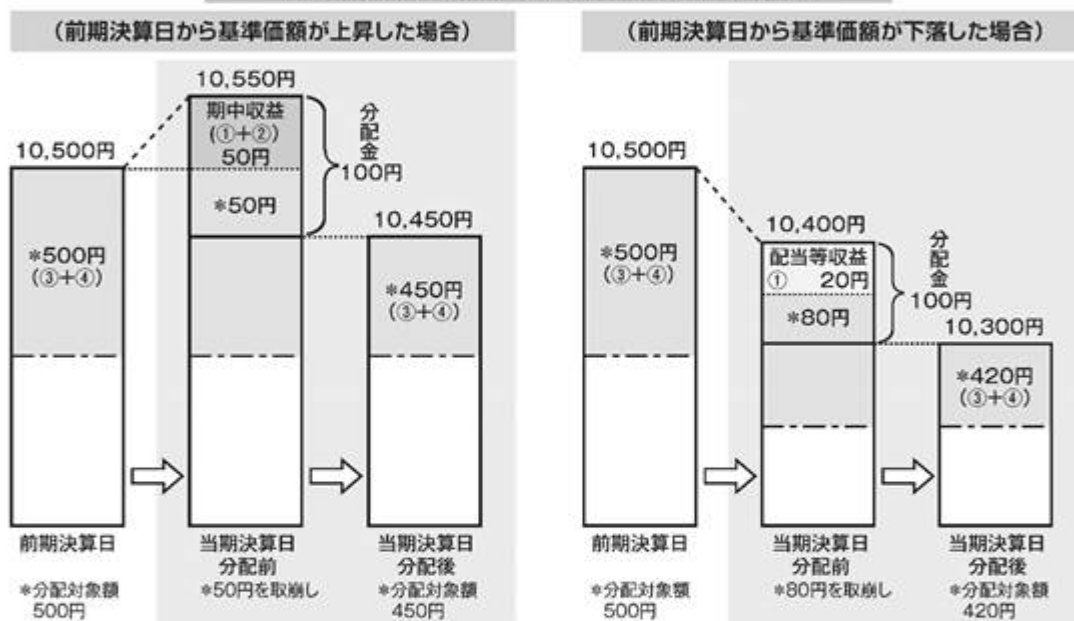 (前期決算日から基準価額が上昇した場合)
10,550円
期中収益
(①+②)
50円
*50円
分配金
100円
10,500円
*500円
(③+④)
10,450円
*450円
(③+④)
前期決算日
*分配対象額
500円
当期決算日
分配前
*50円を取崩し
当期決算日
分配後
*分配対象額
450円
(前期決算日から基準価額が下落した場合)
10,500円
*500円
(③+④)
10,400円
配当等収益
① 20円
*80円
分配金
100円
10,300円
*420円
(③+④)
前期決算日
*分配対象額
500円
当期決算日
分配前
*80円を取崩し
当期決算日
分配後
*分配対象額
420円